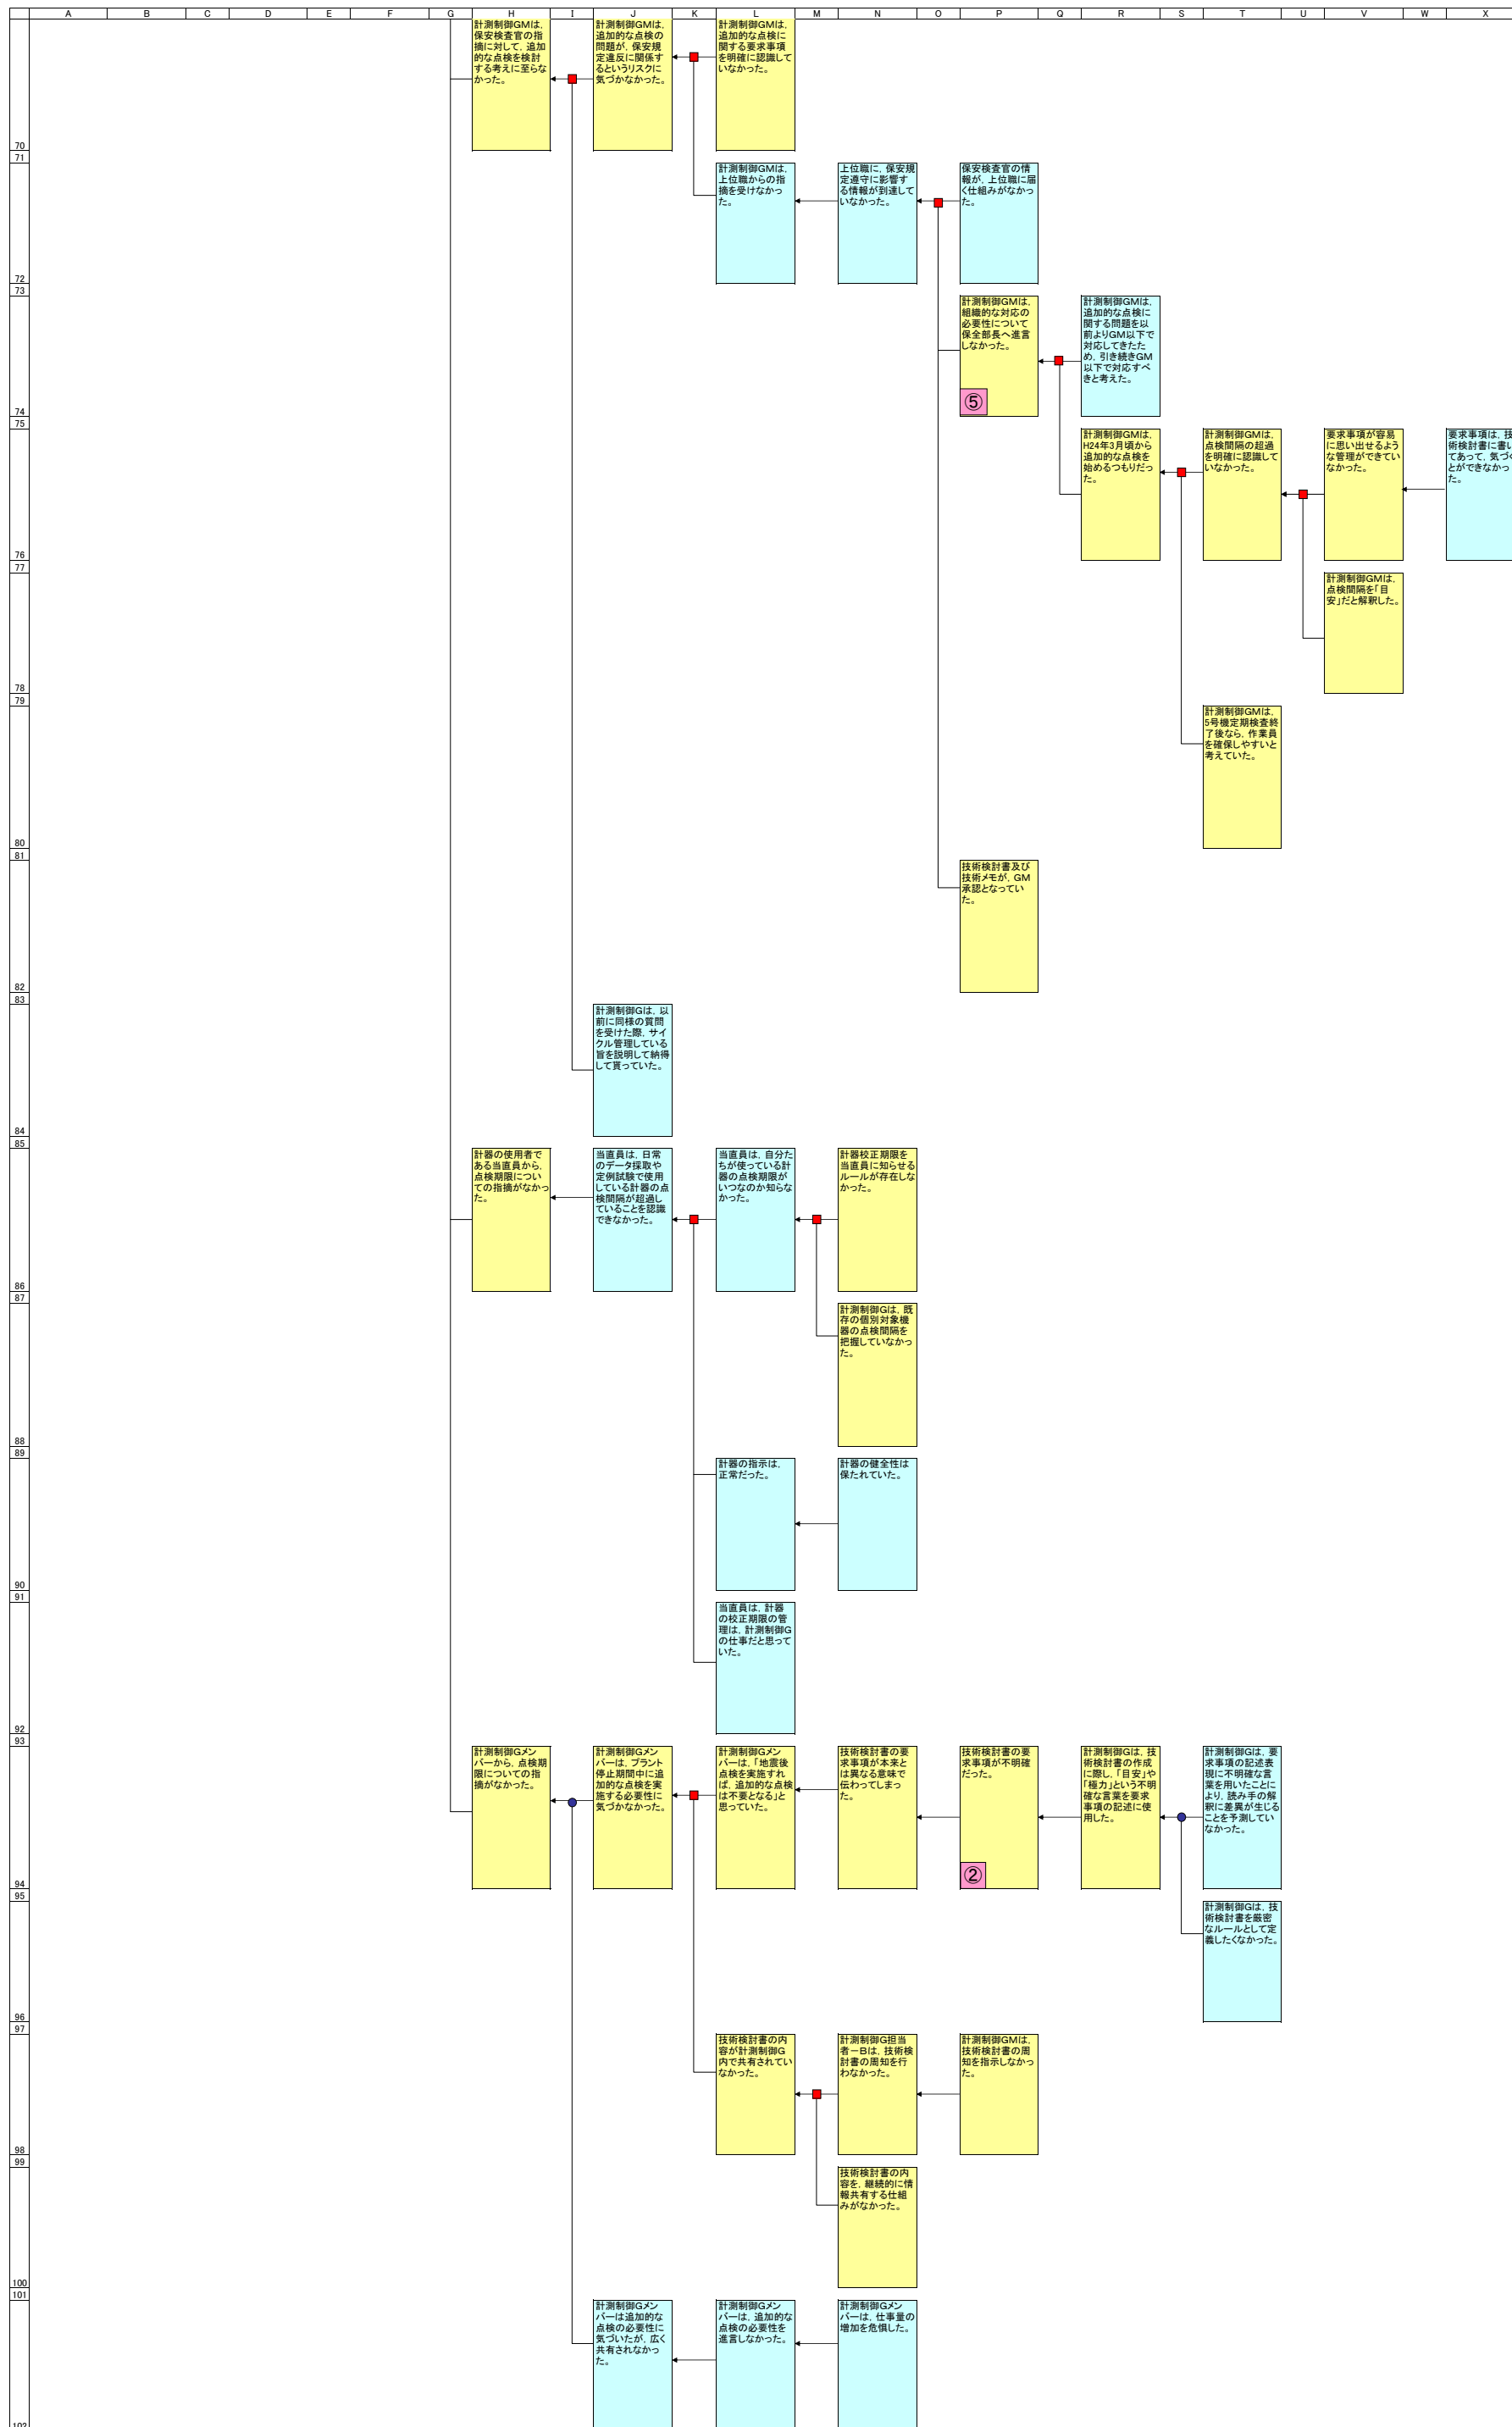 A B C D E F G H I J K L M N O P Q R S T U V W X
計測制御GMは,
保安検査官の指
摘に対して, 追加
的な点検を検討
する考えに至らな
かった。
計測制御GMは,
追加的な点検の
問題が, 保安規
定違反に関係す
るというリスクに
気づかなかった。
計測制御GMは,
追加的な点検に
関する要求事項
を明確に認識して
いなかった。
70
71
計測制御GMは,
上位職からの指
摘を受けなかっ
た。
上位職に, 保安規
定遵守に影響す
る情報が到達して
いなかった。
保安検査官の情
報が, 上位職に届
く仕組みがなかっ
た。
72
73
計測制御GMは,
組織的な対応の
必要性について
保全部長へ進言
しなかった。
⑤
計測制御GMは,
追加的な点検に
関する問題を以
前よりGM以下で
対応してきたた
め, 引き続きGM
以下で対応すべ
きと考えた。
74
75
計測制御GMは,
H24年3月頃から
追加的な点検を
始めるつもりだっ
た。
計測制御GMは,
点検間隔の超過
を明確に認識して
いなかった。
要求事項が容易
に思い出せるよう
な管理ができてい
なかった。
要求事項は, 技
術検討書に書い
てあって, 気づく
とができなかっ
た。
76
77
計測制御GMは,
点検間隔を「目
安」だと解釈した。
78
79
計測制御GMは,
5号機定期検査終
了後なら, 作業員
を確保しやすいと
考えていた。
80
81
技術検討書及び
技術メモが, GM
承認となってい
た。
82
83
計測制御Gは, 以
前に同様の質問
を受けた際, サイ
クル管理している
旨を説明して納得
して貰っていた。
84
85
計器の使用者で
ある当直員から,
点検期限につい
ての指摘がなかっ
た。
当直員は, 日常
のデータ採取や
定例試験で使用
している計器の点
検間隔が超過し
ていることを認識
できなかった。
当直員は, 自分た
ちが使っている計
器の点検期限が
いつなのか知らな
かった。
計器校正期限を
当直員に知らせる
ルールが存在しな
かった。
86
87
計測制御Gは, 既
存の個別対象機
器の点検間隔を
把握していなかっ
た。
88
89
計器の指示は,
正常だった。
計器の健全性は
保たれていた。
90
91
当直員は, 計器
の校正期限の管
理は, 計測制御G
の仕事だと思って
いた。
92
93
計測制御Gメン
バーから, 点検期
限についての指
摘がなかった。
計測制御Gメン
バーは, プラント
停止期間中に追
加的な点検を実
施する必要性に
気づかなかった。
計測制御Gメン
バーは, 「地震後
点検を実施すれ
ば, 追加的な点検
は不要となる」と
思っていた。
技術検討書の要
求事項が本来と
は異なる意味で
伝わってしまっ
た。
技術検討書の要
求事項が不明確
だった。
②
計測制御Gは, 技
術検討書の作成
に際し, 「目安」や
「極力」という不明
確な言葉を要求
事項の記述に使
用した。
計測制御Gは, 要
求事項の記述表
現に不明確な言
葉を用いたことに
より, 読み手の解
釈に差異が生じる
ことを予測してい
なかった。
94
95
計測制御Gは, 技
術検討書を厳密
なルールとして定
義したくなかった。
96
97
技術検討書の内
容が計測制御G
内で共有されてい
なかった。
計測制御G担当
者－Bは, 技術検
討書の周知を行
わなかった。
計測制御GMは,
技術検討書の周
知を指示しなかっ
た。
98
99
技術検討書の内
容を, 継続的に情
報共有する仕組
みがなかった。
100
101
計測制御Gメン
バーは追加的な
点検の必要性に
気づいたが, 広く
共有されなかっ
た。
計測制御Gメン
バーは, 追加的な
点検の必要性を
進言しなかった。
計測制御Gメン
バーは, 仕事量の
増加を危惧した。
102